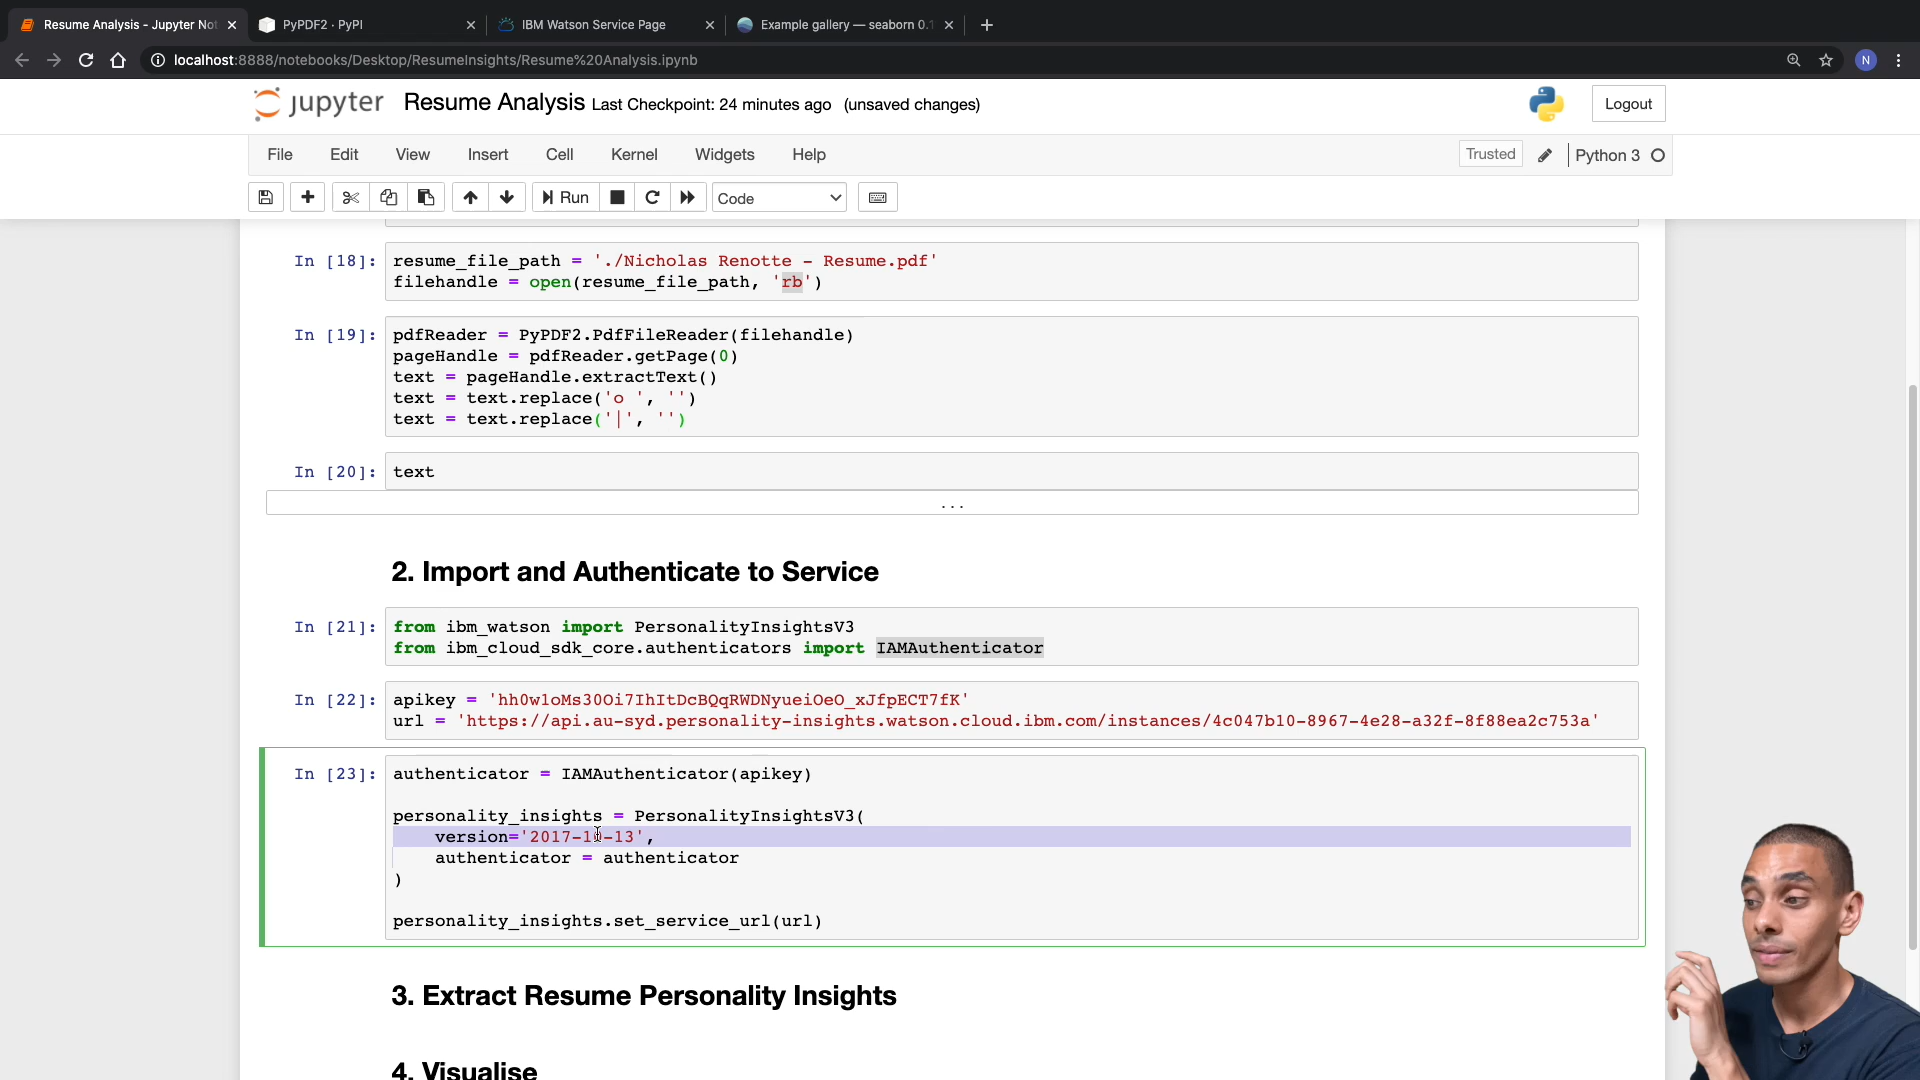 Resume Analysis - Jupyter Not
PyPDF2 · PyPI
IBM Watson Service Page
Example gallery — seaborn 0.1
localhost:8888/notebooks/Desktop/ResumeInsights/Resume%20Analysis.ipynb
N
jupyter Resume Analysis Last Checkpoint: 24 minutes ago (unsaved changes)
Logout
File Edit View Insert Cell Kernel Widgets Help
Trusted Python 3
Run Code
In [18]: resume_file_path = './Nicholas Renotte - Resume.pdf'
filehandle = open(resume_file_path, 'rb')
In [19]: pdfReader = PyPDF2.PdfFileReader(filehandle)
pageHandle = pdfReader.getPage(0)
text = pageHandle.extractText()
text = text.replace('o ', '')
text = text.replace('|', '')
In [20]: text
...
2. Import and Authenticate to Service
In [21]: from ibm_watson import PersonalityInsightsV3
from ibm_cloud_sdk_core.authenticators import IAMAuthenticator
In [22]: apikey = 'hh0wloMs30Oi7IhItDcBQqRWDNyueiOeO_xJfpECT7fK'
url = 'https://api.au-syd.personality-insights.watson.cloud.ibm.com/instances/4c047b10-8967-4e28-a32f-8f88ea2c753a'
In [23]: authenticator = IAMAuthenticator(apikey)
personality_insights = PersonalityInsightsV3(
version='2017-10-13',
authenticator = authenticator
)
personality_insights.set_service_url(url)
3. Extract Resume Personality Insights
4. Visualise